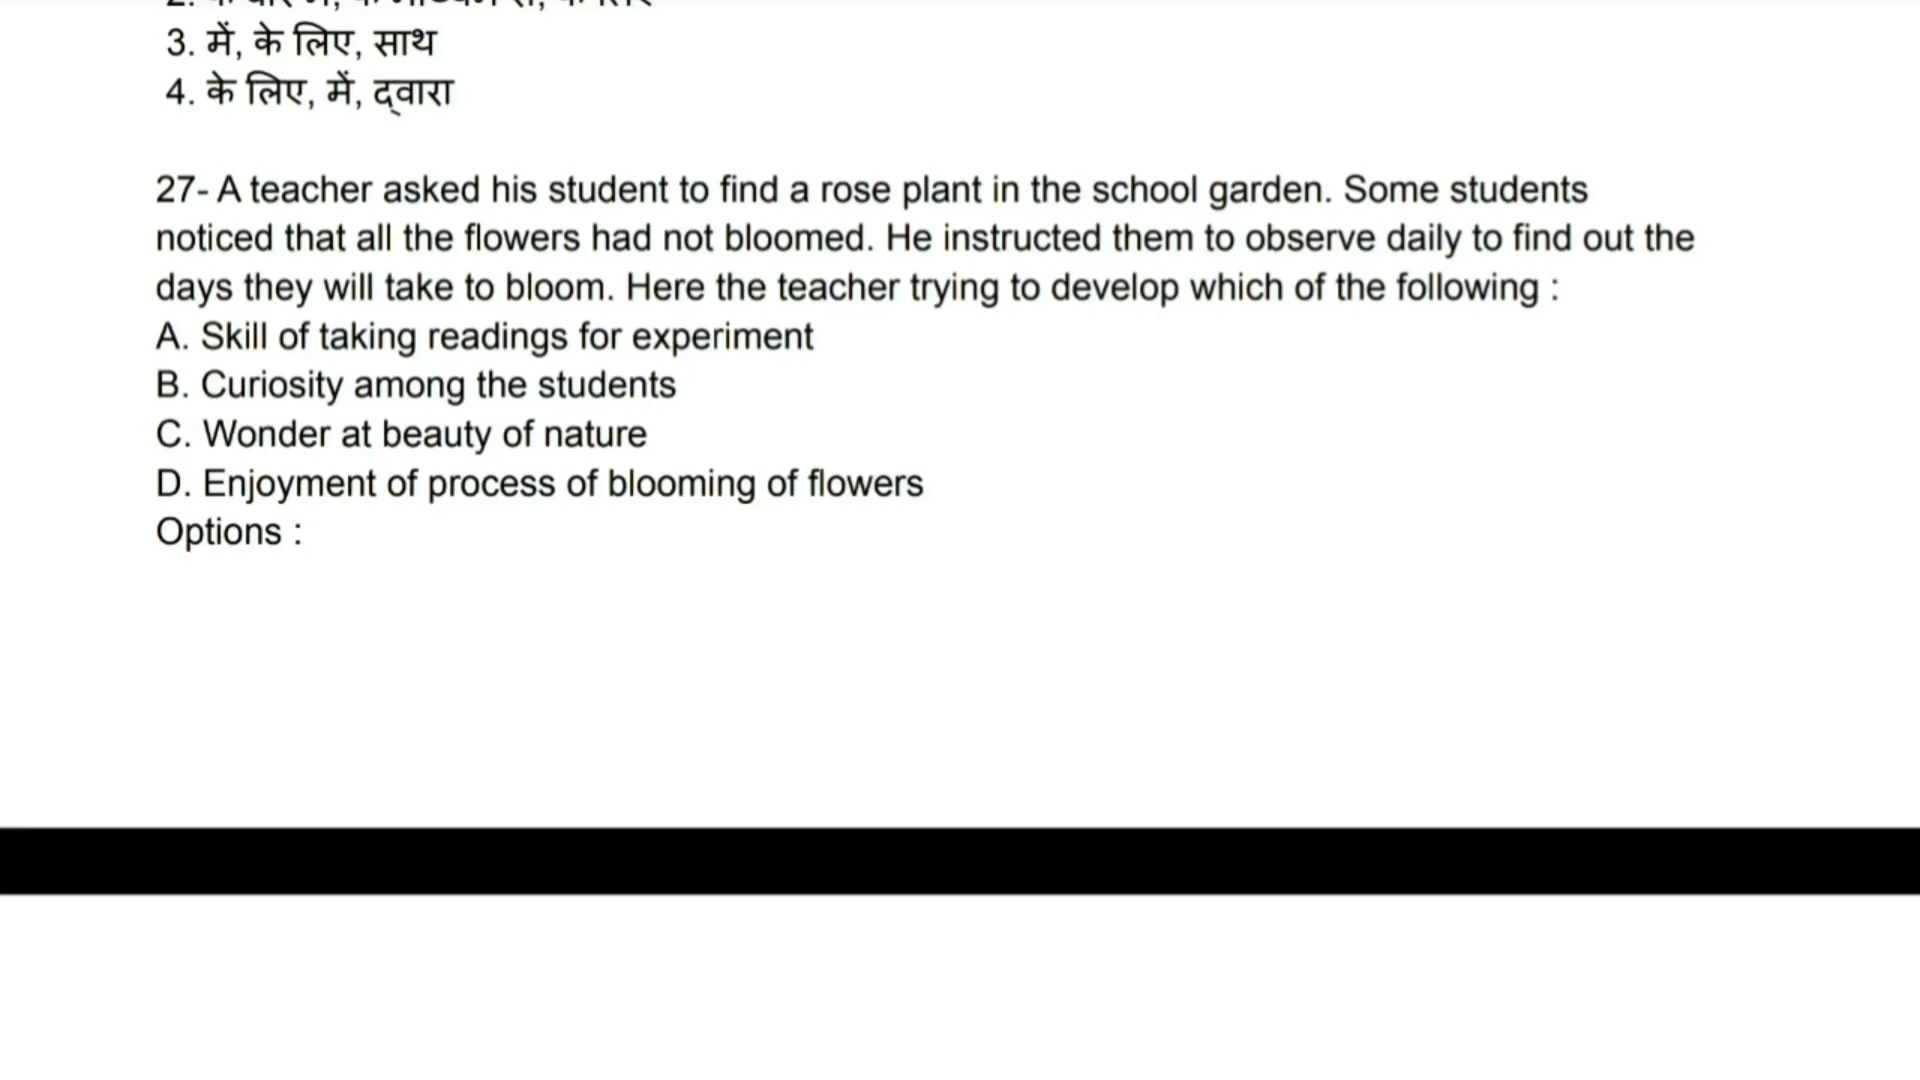 3. में, के लिए, साथ
4. के लिए, में, द्वारा
27- A teacher asked his student to find a rose plant in the school garden. Some students
noticed that all the flowers had not bloomed. He instructed them to observe daily to find out the
days they will take to bloom. Here the teacher trying to develop which of the following :
A. Skill of taking readings for experiment
B. Curiosity among the students
C. Wonder at beauty of nature
D. Enjoyment of process of blooming of flowers
Options :